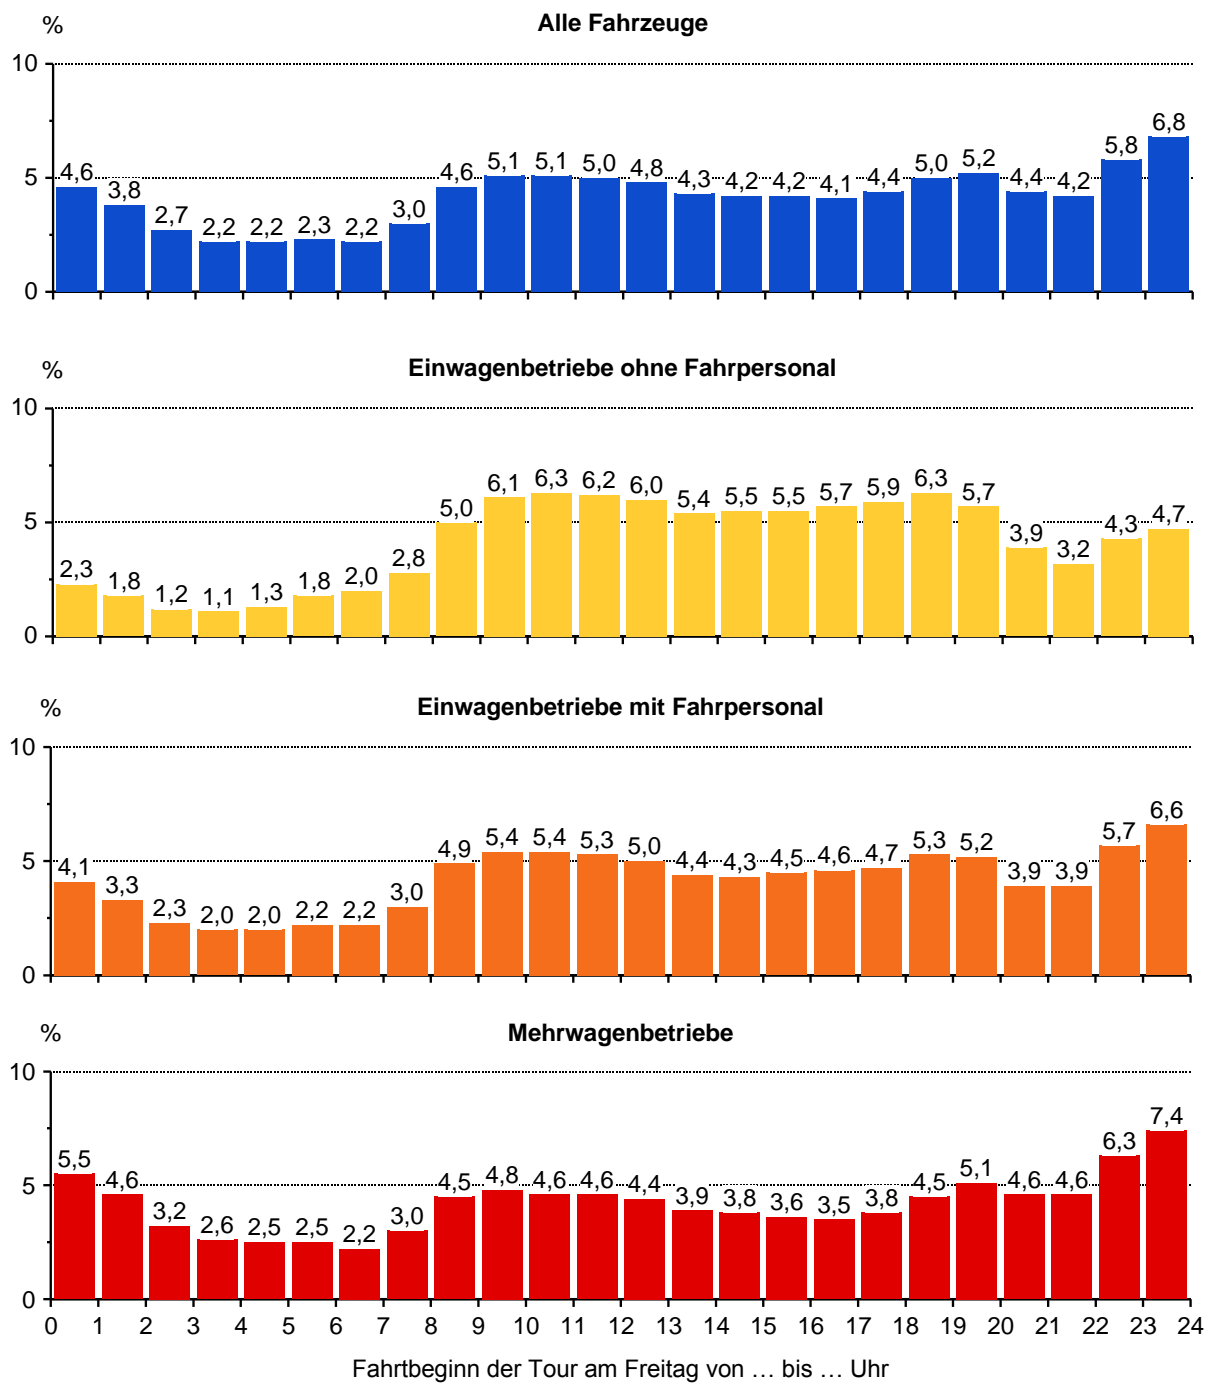 Alle Fahrzeuge
%
10
5
0
4,6 3,8 2,7 2,2 2,2 2,3 2,2 3,0 4,6 5,1 5,1 5,0 4,8 4,3 4,2 4,2 4,1 4,4 5,0 5,2 4,4 4,2 5,8 6,8
Einwagenbetriebe ohne Fahrpersonal
%
10
5
0
2,3 1,8 1,2 1,1 1,3 1,8 2,0 2,8 5,0 6,1 6,3 6,2 6,0 5,4 5,5 5,5 5,7 5,9 6,3 5,7 3,9 3,2 4,3 4,7
Einwagenbetriebe mit Fahrpersonal
%
10
5
0
4,1 3,3 2,3 2,0 2,0 2,2 2,2 3,0 4,9 5,4 5,4 5,3 5,0 4,4 4,3 4,5 4,6 4,7 5,3 5,2 3,9 3,9 5,7 6,6
Mehrwagenbetriebe
%
10
5
0
5,5 4,6 3,2 2,6 2,5 2,5 2,2 3,0 4,5 4,8 4,6 4,6 4,4 3,9 3,8 3,6 3,5 3,8 4,5 5,1 4,6 4,6 6,3 7,4
0 1 2 3 4 5 6 7 8 9 10 11 12 13 14 15 16 17 18 19 20 21 22 23 24
Fahrtbeginn der Tour am Freitag von … bis … Uhr